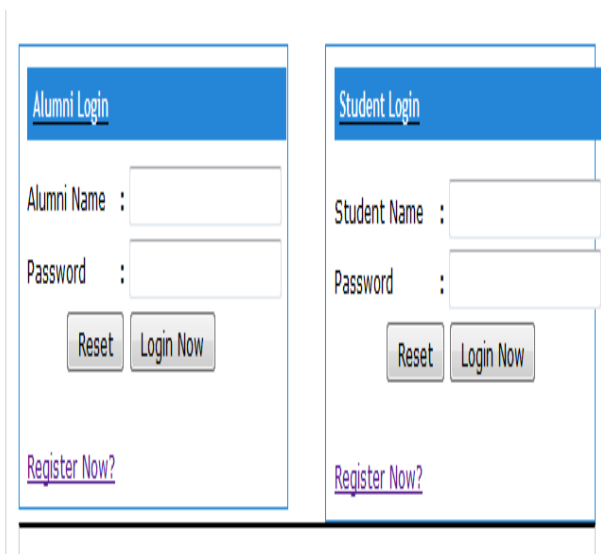 Alumni Login
Alumni Name :
Password :
Reset Login Now
Register Now?
Student Login
Student Name :
Password :
Reset Login Now
Register Now?